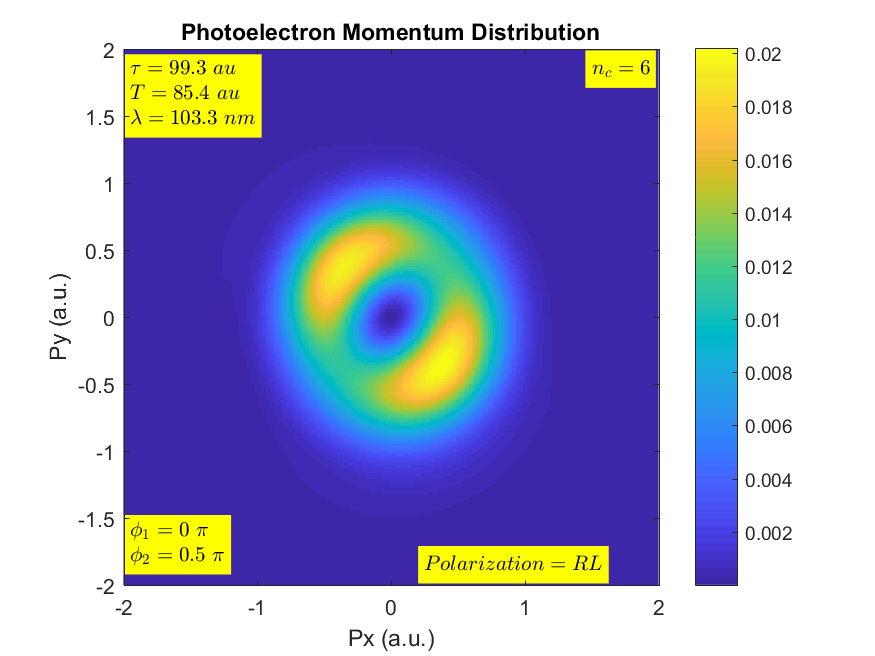 Photoelectron Momentum Distribution
τ = 99.3 au
T = 85.4 au
λ = 103.3 nm
n_c = 6
ϕ_1 = 0 π
ϕ_2 = 0.5 π
Polarization = RL
2
1.5
1
0.5
0
-0.5
-1
-1.5
-2
Py (a.u.)
-2
-1
0
1
2
Px (a.u.)
0.02
0.018
0.016
0.014
0.012
0.01
0.008
0.006
0.004
0.002